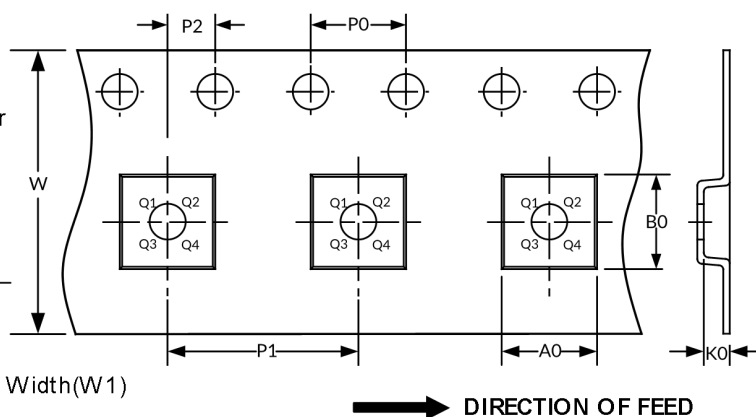 P2
P0
r
W
Q1 Q2
Q3 Q4
Q1 Q2
Q3 Q4
Q1 Q2
Q3 Q4
B0
P1
A0
K0
Width(W1)
DIRECTION OF FEED